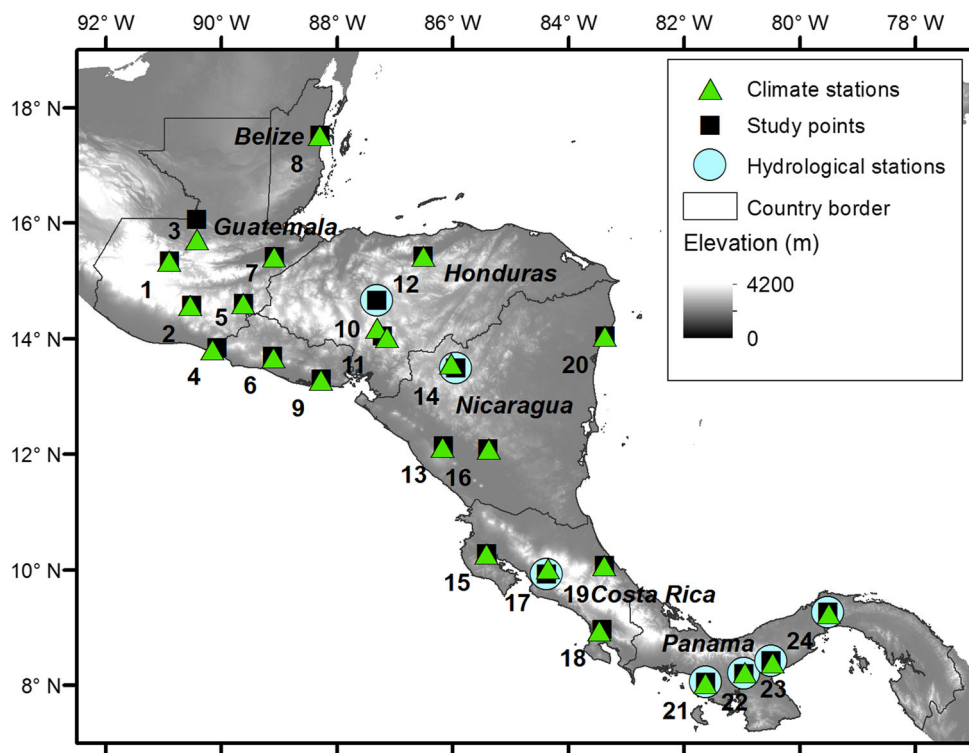 92° W 90° W 88° W 86° W 84° W 82° W 80° W 78° W
18° N
16° N
14° N
12° N
10° N
8° N
Climate stations
Study points
Hydrological stations
Country border
Elevation (m)
4200
0
Belize
8
3
Guatemala
7
Honduras
12
1
2
5
10
4
6
11
20
9
14
Nicaragua
13
16
15
17
19
Costa Rica
18
Panama
24
21
22
23